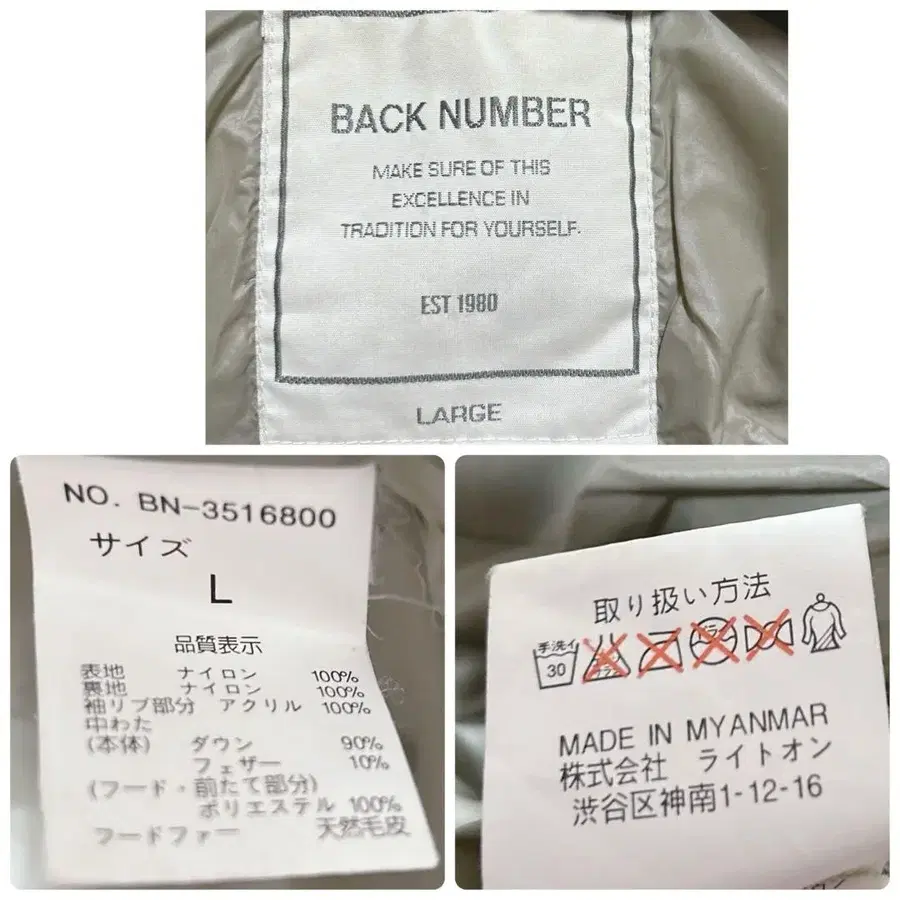 BACK NUMBER
MAKE SURE OF THIS
EXCELLENCE IN
TRADITION FOR YOURSELF.
EST 1980
LARGE
NO. BN-3516800
サイズ
L
品質表示
表地 ナイロン 100%
裏地 ナイロン 100%
袖リブ部分 アクリル 100%
中わた
(本体) ダウン 90%
フェザー 10%
(フード・前たて部分)
ポリエステル 100%
フードファー 天然毛皮
取り扱い方法
手洗イ
30
MADE IN MYANMAR
株式会社 ライトオン
渋谷区神南1-12-16